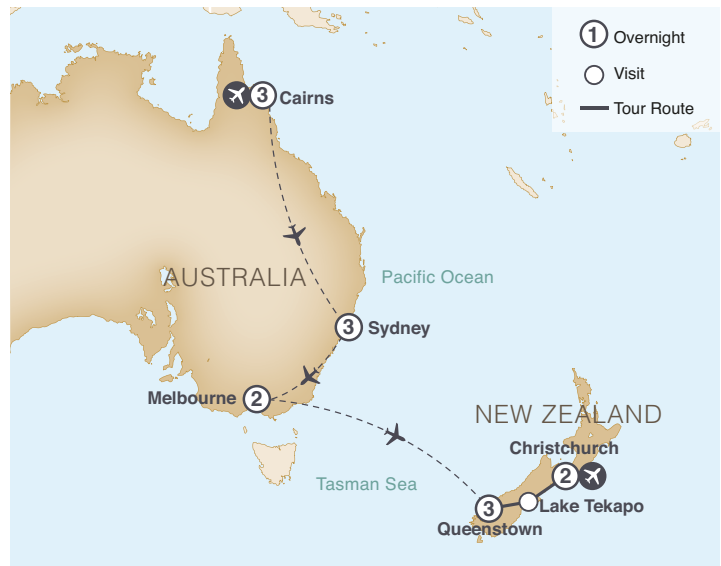 1 Overnight
Visit
Tour Route
3 Cairns
AUSTRALIA
Pacific Ocean
3 Sydney
Melbourne 2
NEW ZEALAND
Christchurch
2
Tasman Sea
Lake Tekapo
3
Queenstown